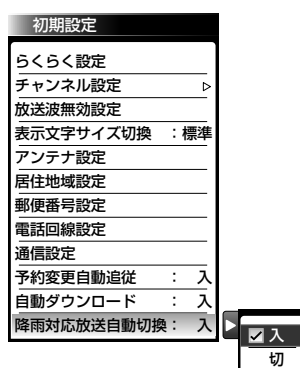 初期設定
らくらく設定
チャンネル設定
放送波無効設定
表示文字サイズ切換 : 標準
アンテナ設定
居住地域設定
郵便番号設定
電話回線設定
通信設定
予約変更自動追従 : 入
自動ダウンロード : 入
降雨対応放送自動切換 : 入
入
切